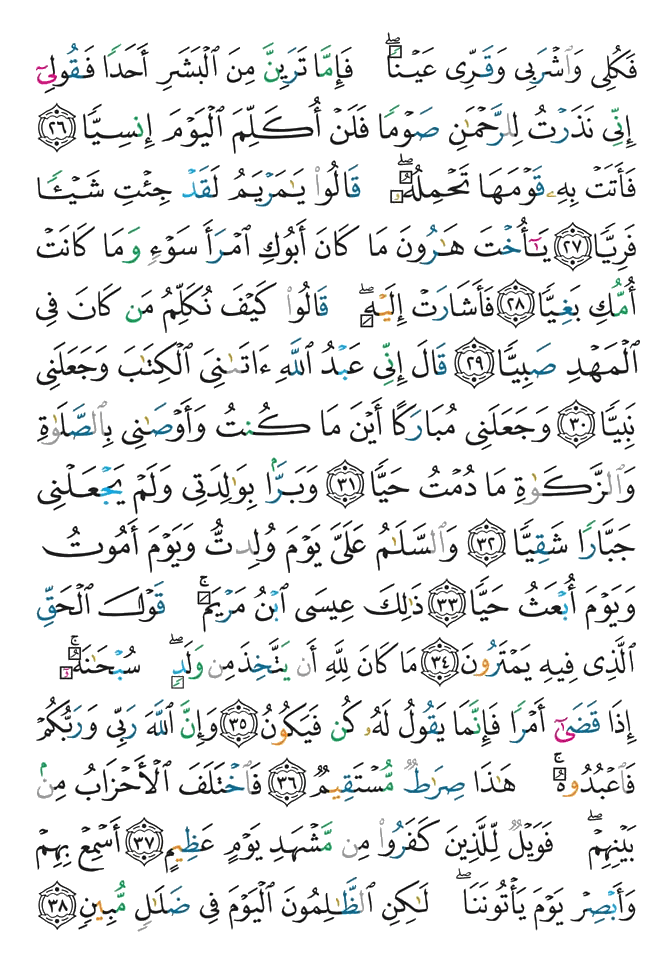 فَكُلِى وَٱشْرَبِى وَقَرِّى عَيْنًاۖ فَإِمَّا تَرَيِنَّ مِنَ ٱلْبَشَرِ أَحَدًا فَقُولِىٓ
إِنِّى نَذَرْتُ لِلرَّحْمَٰنِ صَوْمًا فَلَنْ أُكَلِّمَ ٱلْيَوْمَ إِنسِيًّا ٢٦
فَأَتَتْ بِهِۦ قَوْمَهَا تَحْمِلُهُۥۖ قَالُوا۟ يَٰمَرْيَمُ لَقَدْ جِئْتِ شَيْـًٔا
فَرِيًّا ٢٧ يَٰٓأُخْتَ هَٰرُونَ مَا كَانَ أَبُوكِ ٱمْرَأَ سَوْءٍ وَمَا كَانَتْ
أُمُّكِ بَغِيًّا ٢٨ فَأَشَارَتْ إِلَيْهِۖ قَالُوا۟ كَيْفَ نُكَلِّمُ مَن كَانَ فِى
ٱلْمَهْدِ صَبِيًّا ٢٩ قَالَ إِنِّى عَبْدُ ٱللَّهِ ءَاتَىٰنِىَ ٱلْكِتَٰبَ وَجَعَلَنِى
نَبِيًّا ٣٠ وَجَعَلَنِى مُبَارَكًا أَيْنَ مَا كُنتُ وَأَوْصَٰنِى بِٱلصَّلَوٰةِ
وَٱلزَّكَوٰةِ مَا دُمْتُ حَيًّا ٣١ وَبَرًّۢا بِوَٰلِدَتِى وَلَمْ يَجْعَلْنِى
جَبَّارًا شَقِيًّا ٣٢ وَٱلسَّلَٰمُ عَلَىَّ يَوْمَ وُلِدتُّ وَيَوْمَ أَمُوتُ
وَيَوْمَ أُبْعَثُ حَيًّا ٣٣ ذَٰلِكَ عِيسَى ٱبْنُ مَرْيَمَۚ قَوْلَ ٱلْحَقِّ
ٱلَّذِى فِيهِ يَمْتَرُونَ ٣٤ مَا كَانَ لِلَّهِ أَن يَتَّخِذَ مِن وَلَدٍۖ سُبْحَٰنَهُۥٓۚ
إِذَا قَضَىٰٓ أَمْرًا فَإِنَّمَا يَقُولُ لَهُۥ كُن فَيَكُونُ ٣٥ وَإِنَّ ٱللَّهَ رَبِّى وَرَبُّكُمْ
فَٱعْبُدُوهُۚ هَٰذَا صِرَٰطٌ مُّسْتَقِيمٌ ٣٦ فَٱخْتَلَفَ ٱلْأَحْزَابُ مِنۢ
بَيْنِهِمْۖ فَوَيْلٌ لِّلَّذِينَ كَفَرُوا۟ مِن مَّشْهَدِ يَوْمٍ عَظِيمٍ ٣٧ أَسْمِعْ بِهِمْ
وَأَبْصِرْ يَوْمَ يَأْتُونَنَاۖ لَٰكِنِ ٱلظَّٰلِمُونَ ٱلْيَوْمَ فِى ضَلَٰلٍ مُّبِينٍ ٣٨